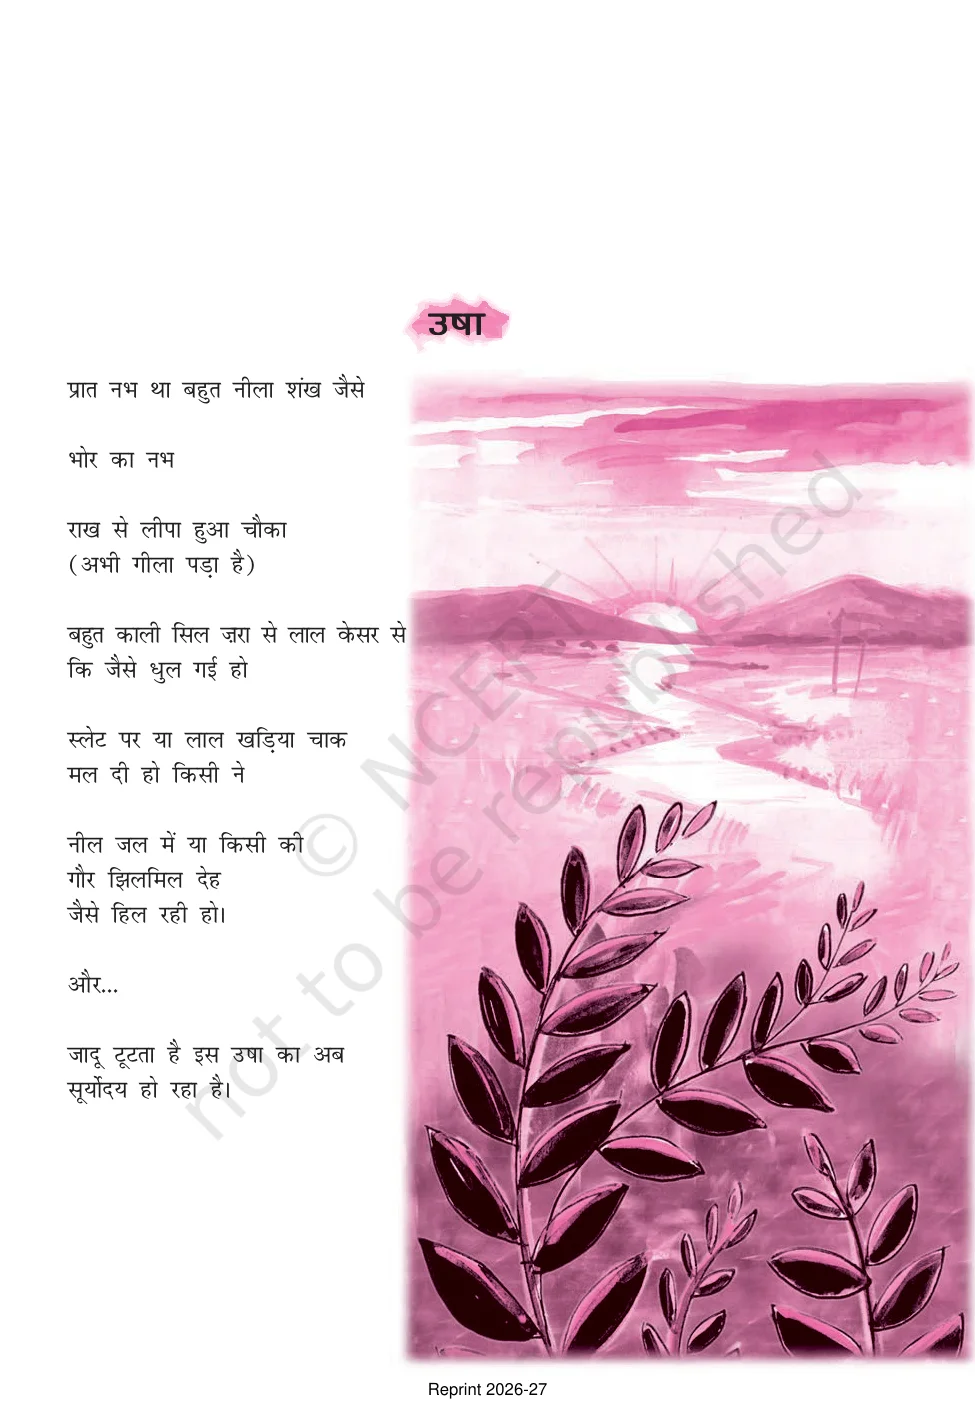 उषा
प्रात नभ था बहुत नीला शंख जैसे
भोर का नभ
राख से लीपा हुआ चौका
(अभी गीला पड़ा है)
बहुत काली सिल ज़रा से लाल केसर से
कि जैसे धुल गई हो
स्लेट पर या लाल खड़िया चाक
मल दी हो किसी ने
नील जल में या किसी की
गौर झिलमिल देह
जैसे हिल रही हो।
और...
जादू टूटता है इस उषा का अब
सूर्योदय हो रहा है।
© NCERT
not to be republished
Reprint 2026-27